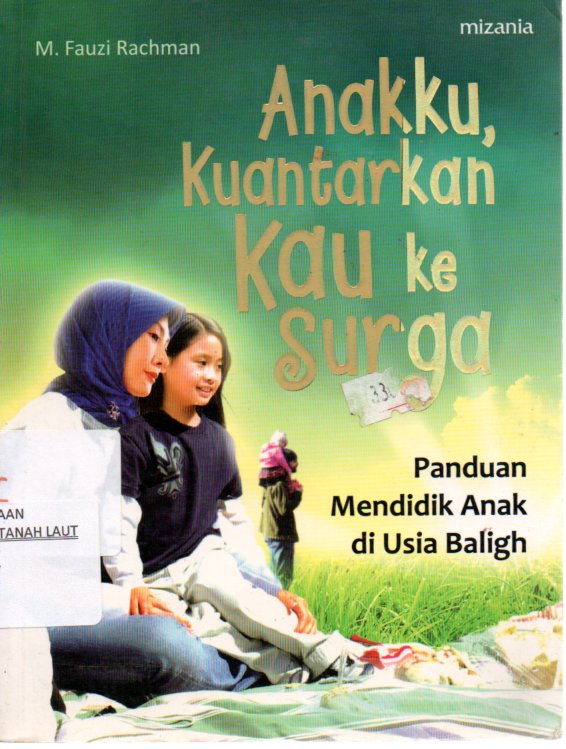 mizania
M. Fauzi Rachman
Anakku,
Kuantarkan
Kau ke
Surga
Panduan
Mendidik Anak
di Usia Baligh
AAN
TANAH LAUT